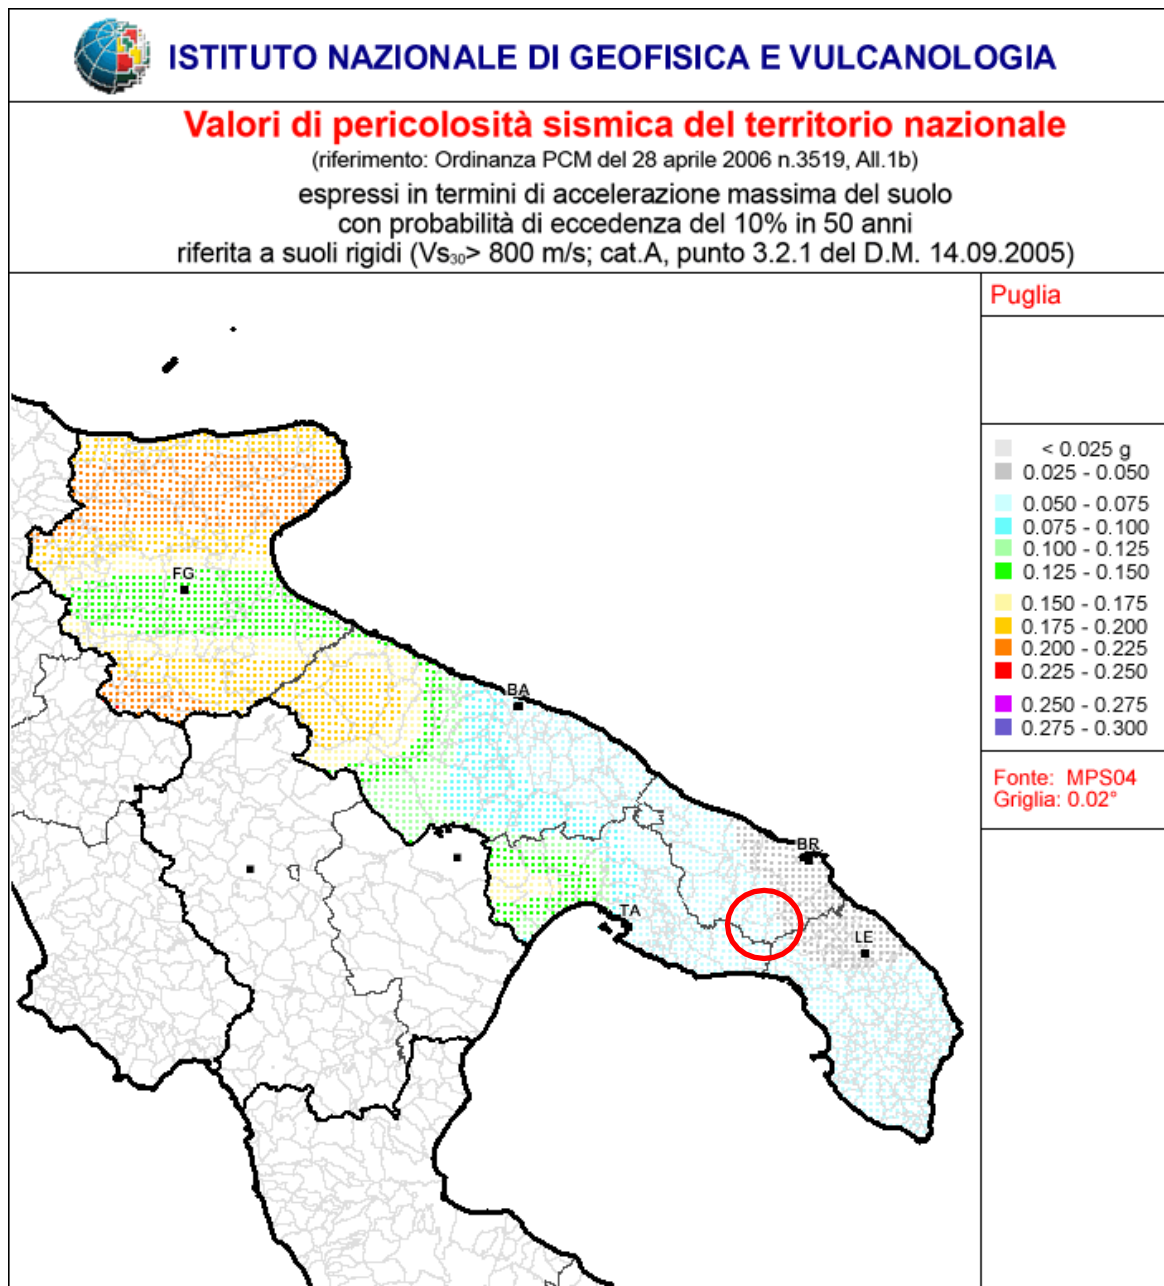 ISTITUTO NAZIONALE DI GEOFISICA E VULCANOLOGIA
Valori di pericolosità sismica del territorio nazionale
(riferimento: Ordinanza PCM del 28 aprile 2006 n.3519, All.1b)
espressi in termini di accelerazione massima del suolo
con probabilità di eccedenza del 10% in 50 anni
riferita a suoli rigidi (Vs30> 800 m/s; cat.A, punto 3.2.1 del D.M. 14.09.2005)
Puglia
< 0.025 g
0.025 - 0.050
0.050 - 0.075
0.075 - 0.100
0.100 - 0.125
0.125 - 0.150
0.150 - 0.175
0.175 - 0.200
0.200 - 0.225
0.225 - 0.250
0.250 - 0.275
0.275 - 0.300
Fonte: MPS04
Griglia: 0.02°
FG
BA
BR
TA
LE